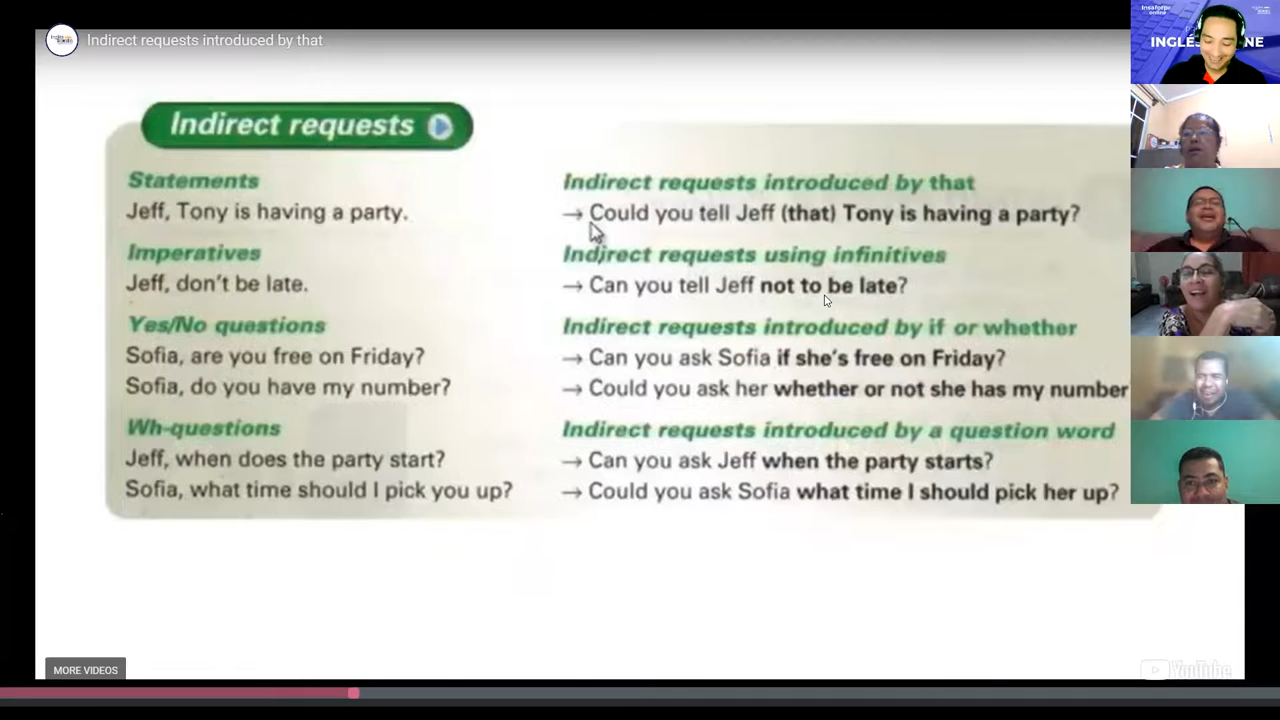 Indirect requests introduced by that
Insaforp
online
INGLÉS
NE
Indirect requests
Statements
Indirect requests introduced by that
Jeff, Tony is having a party.
→ Could you tell Jeff (that) Tony is having a party?
Imperatives
Indirect requests using infinitives
Jeff, don't be late.
→ Can you tell Jeff not to be late?
Yes/No questions
Indirect requests introduced by if or whether
Sofia, are you free on Friday?
→ Can you ask Sofia if she's free on Friday?
Sofia, do you have my number?
→ Could you ask her whether or not she has my number
Wh-questions
Indirect requests introduced by a question word
Jeff, when does the party start?
→ Can you ask Jeff when the party starts?
Sofia, what time should I pick you up?
→ Could you ask Sofia what time I should pick her up?
MORE VIDEOS
YouTube